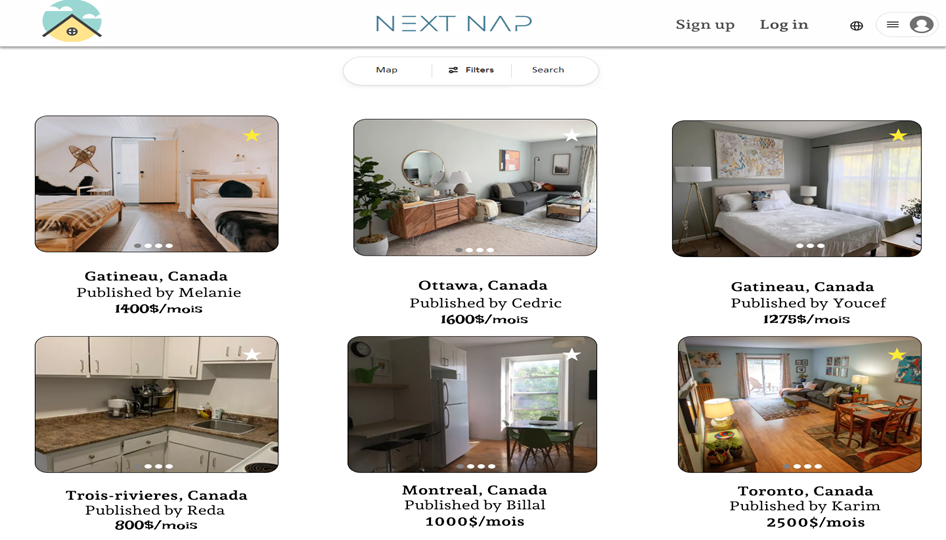 NEXT NAP
Sign up
Log in
Map
Filters
Search
Gatineau, Canada
Published by Melanie
1400$/mois
Ottawa, Canada
Published by Cedric
1600$/mois
Gatineau, Canada
Published by Youcef
1275$/mois
Trois-rivieres, Canada
Published by Reda
800$/mois
Montreal, Canada
Published by Billal
1000$/mois
Toronto, Canada
Published by Karim
2500$/mois